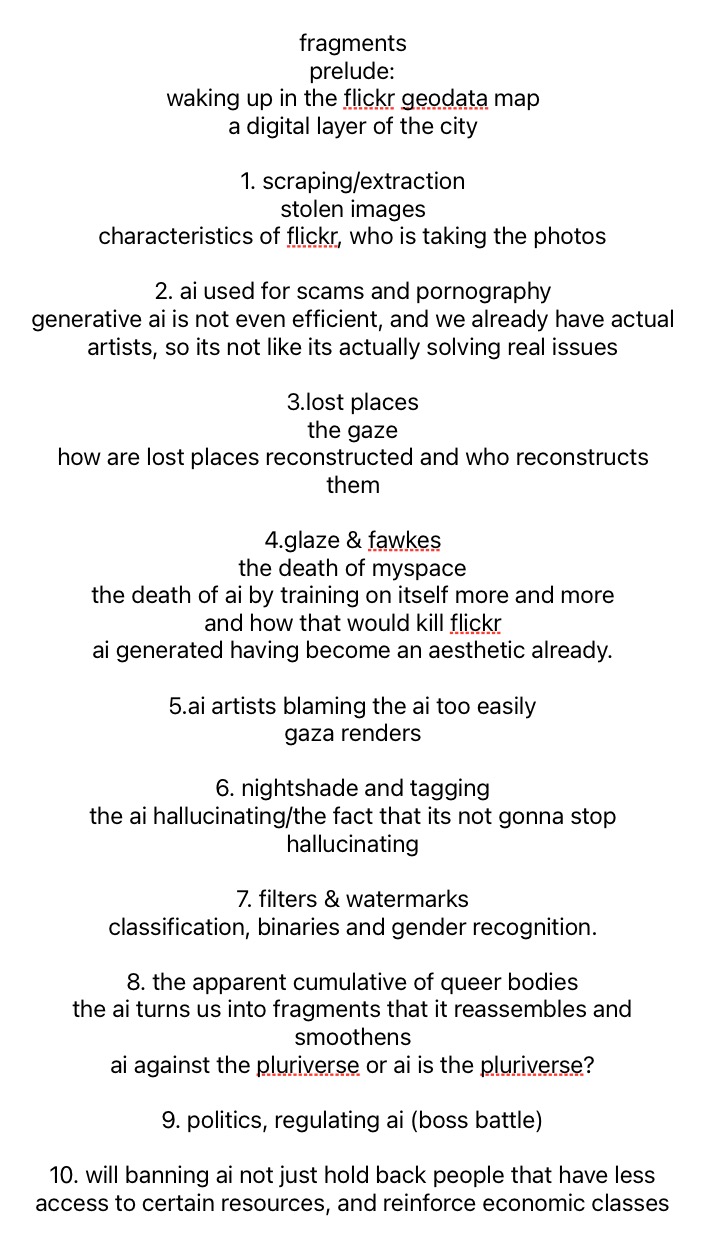 fragments
prelude:
waking up in the flickr geodata map
a digital layer of the city
1. scraping/extraction
stolen images
characteristics of flickr, who is taking the photos
2. ai used for scams and pornography
generative ai is not even efficient, and we already have actual
artists, so its not like its actually solving real issues
3.lost places
the gaze
how are lost places reconstructed and who reconstructs
them
4.glaze & fawkes
the death of myspace
the death of ai by training on itself more and more
and how that would kill flickr
ai generated having become an aesthetic already.
5.ai artists blaming the ai too easily
gaza renders
6. nightshade and tagging
the ai hallucinating/the fact that its not gonna stop
hallucinating
7. filters & watermarks
classification, binaries and gender recognition.
8. the apparent cumulative of queer bodies
the ai turns us into fragments that it reassembles and
smoothens
ai against the pluriverse or ai is the pluriverse?
9. politics, regulating ai (boss battle)
10. will banning ai not just hold back people that have less
access to certain resources, and reinforce economic classes